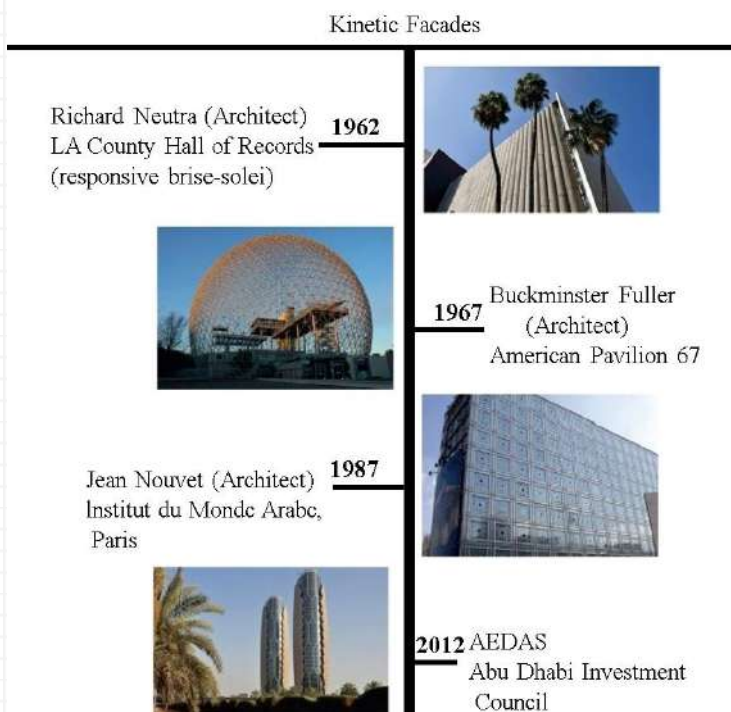 Kinetic Facades
Richard Neutra (Architect)
LA County Hall of Records
(responsive brise-solei)
1962
1967
Buckminster Fuller
(Architect)
American Pavilion 67
1987
Jean Nouvet (Architect)
Institut du Monde Arabe,
Paris
2012
AEDAS
Abu Dhabi Investment
Council